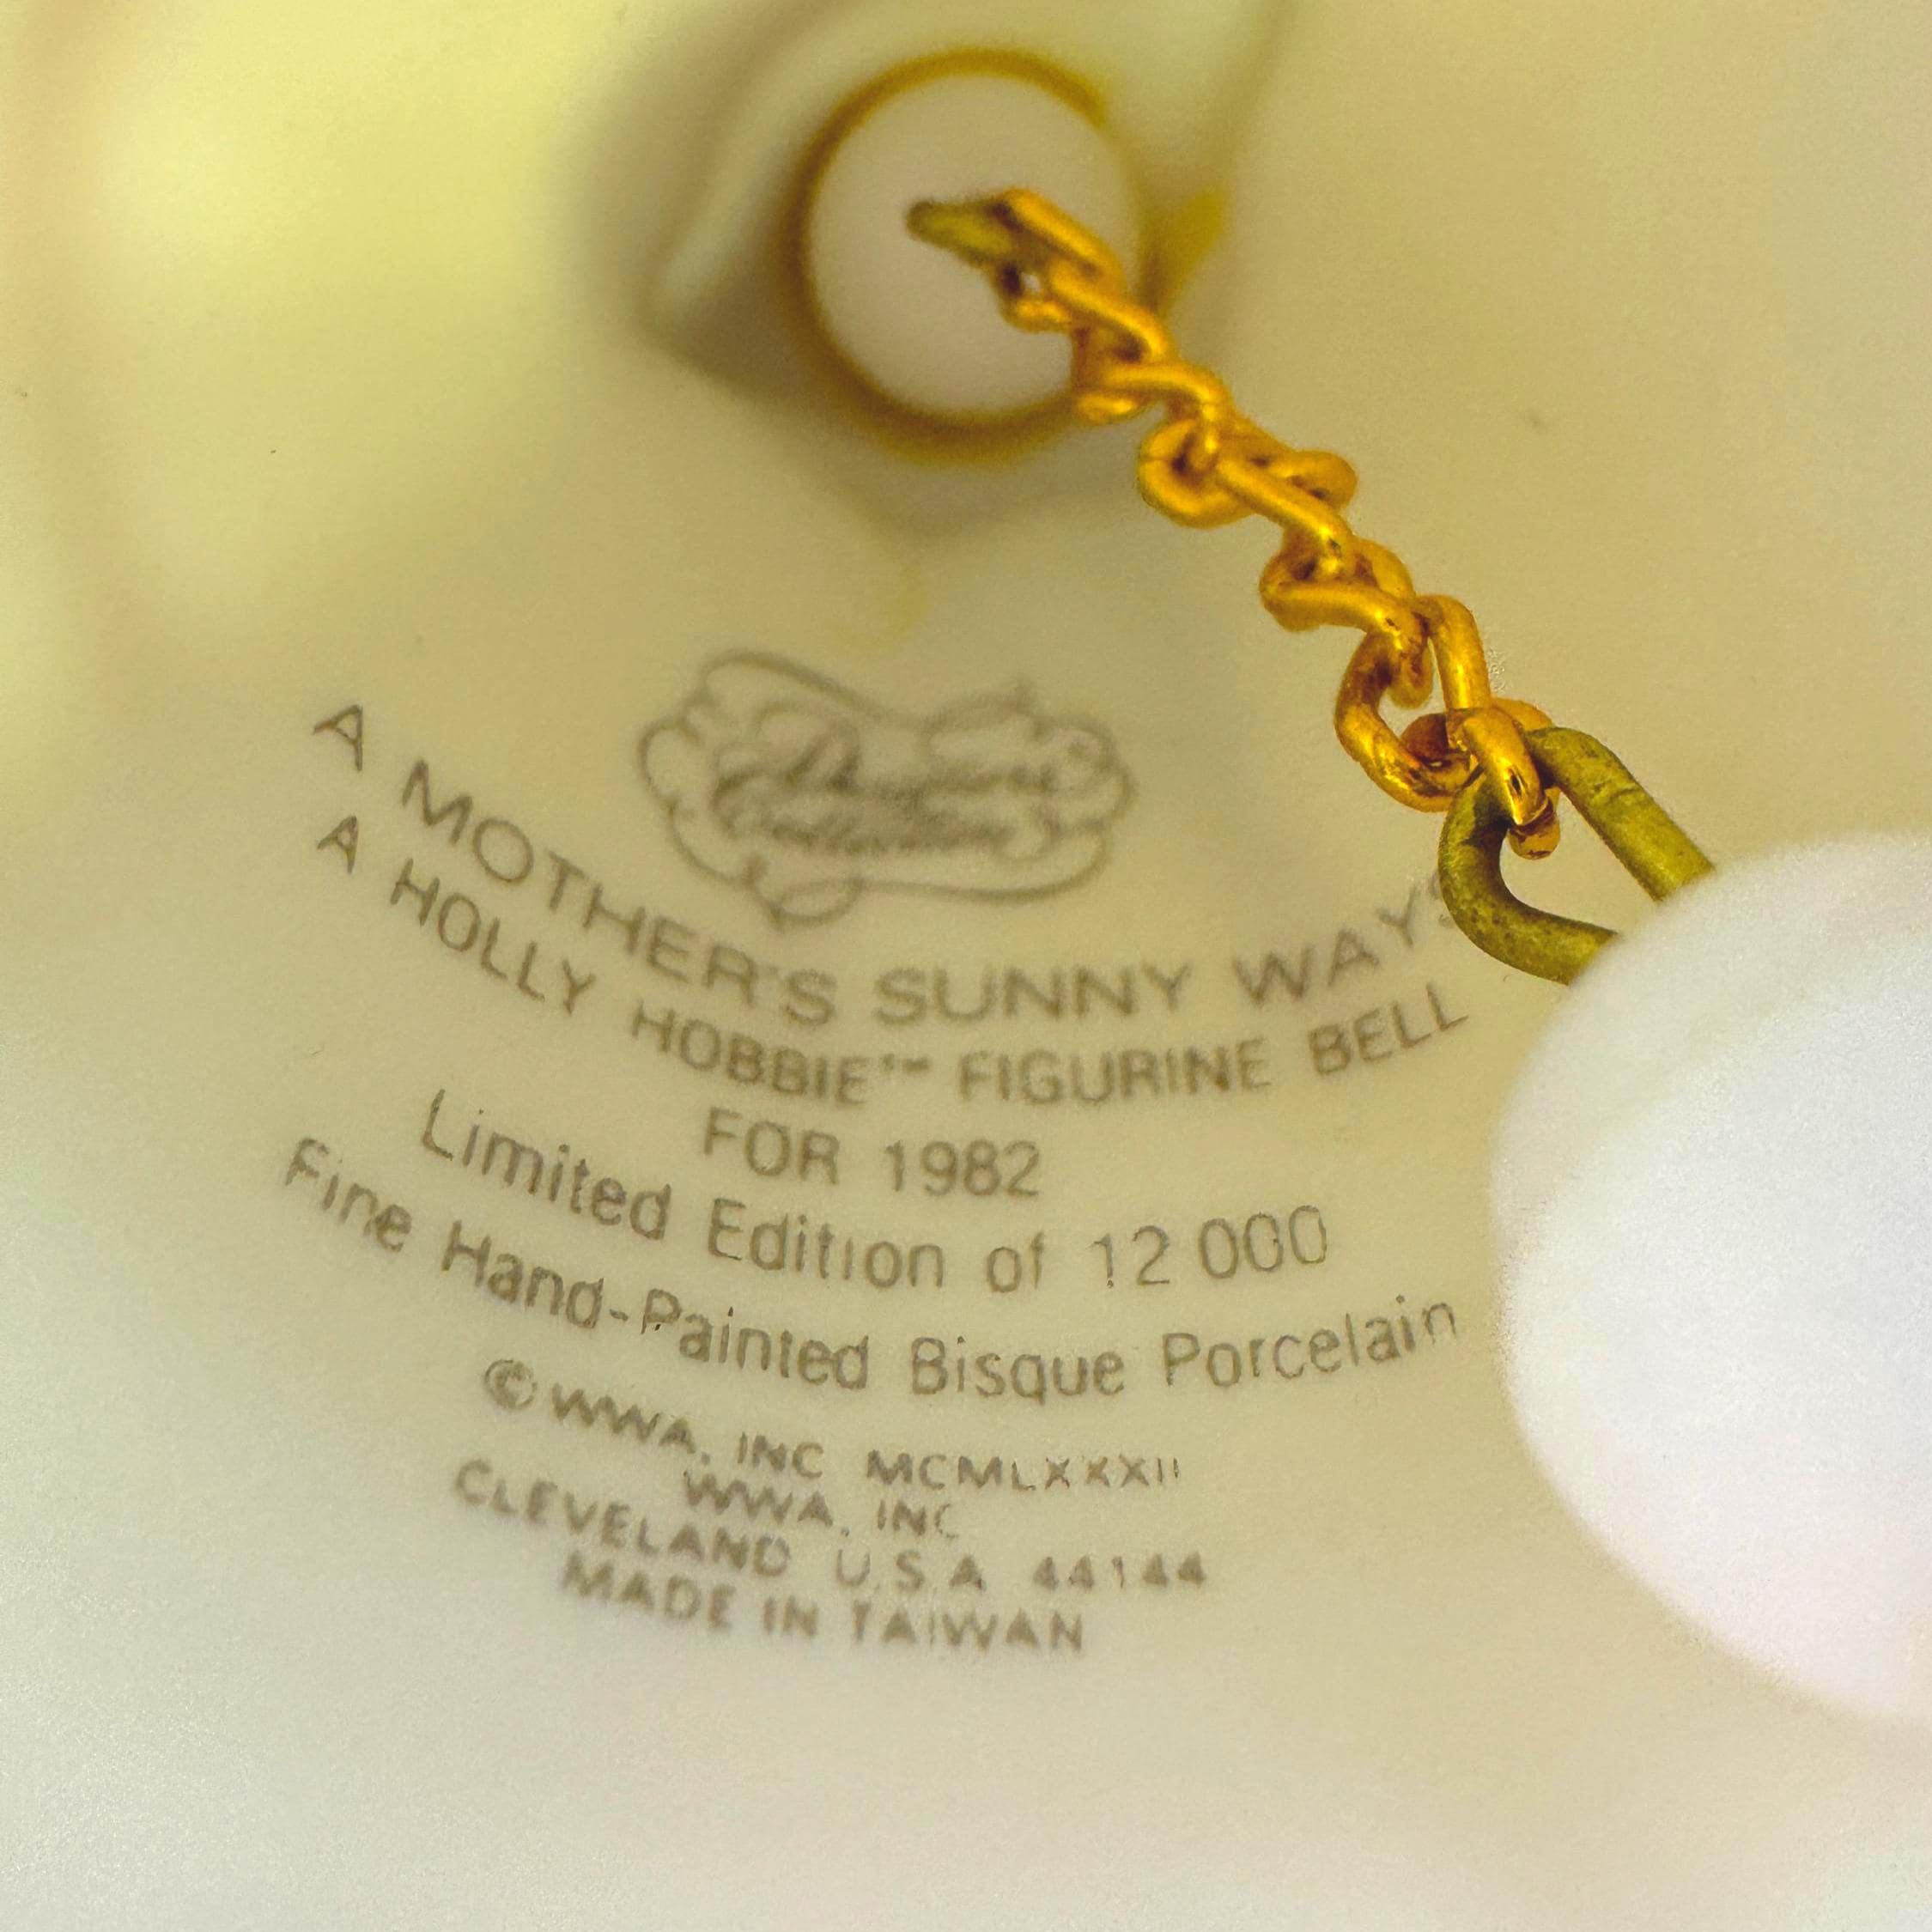 Collection
A MOTHER'S SUNNY WAYS
A HOLLY HOBBIE™ FIGURINE BELL
FOR 1982
Limited Edition of 12 000
Fine Hand-Painted Bisque Porcelain
© WWA, INC MCMLXXXII
WWA, INC
CLEVELAND U.S.A 44144
MADE IN TAIWAN